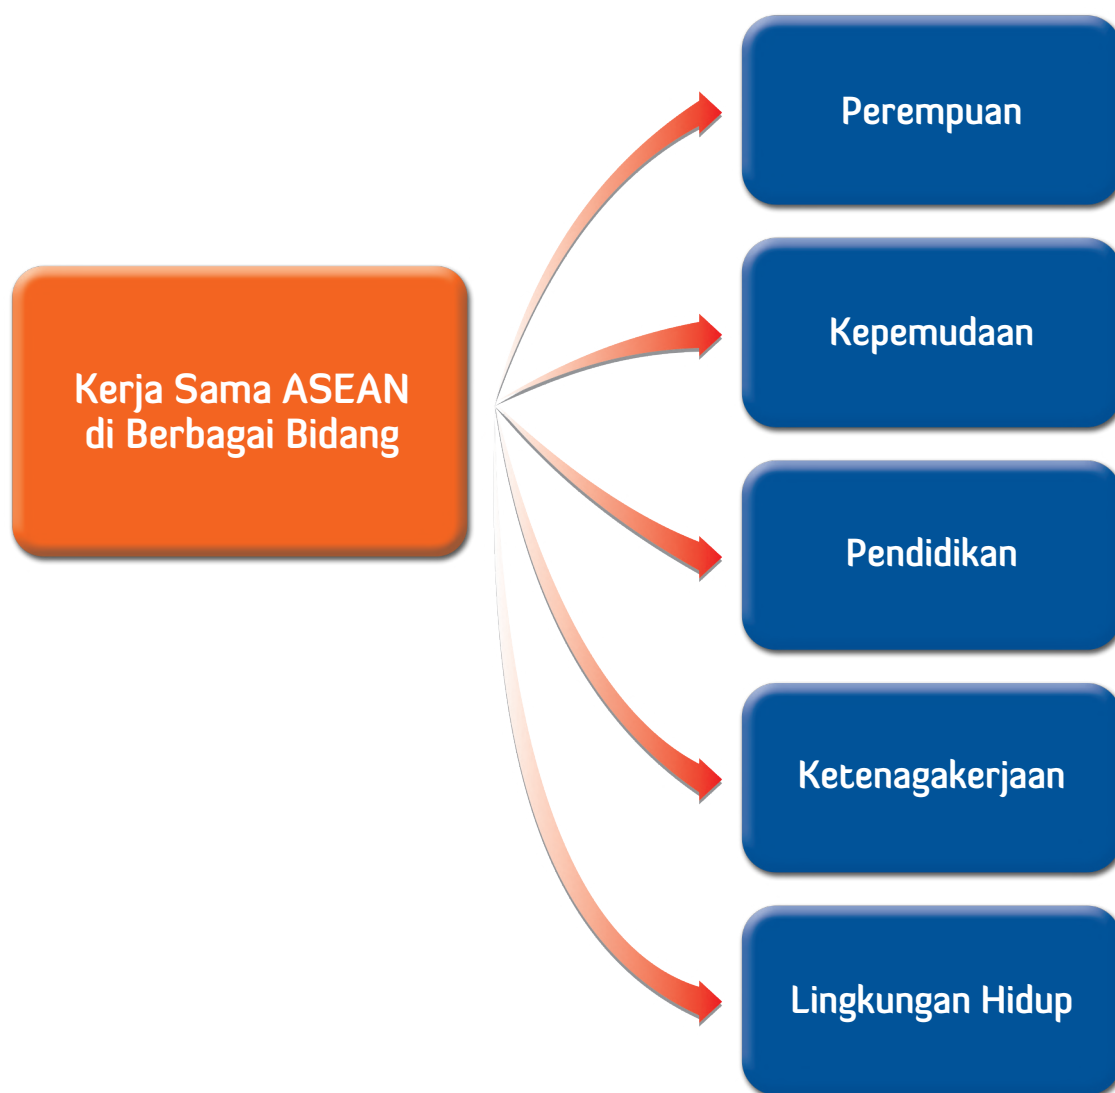 Perempuan
Kepemudaan
Kerja Sama ASEAN
di Berbagai Bidang
Pendidikan
Ketenagakerjaan
Lingkungan Hidup